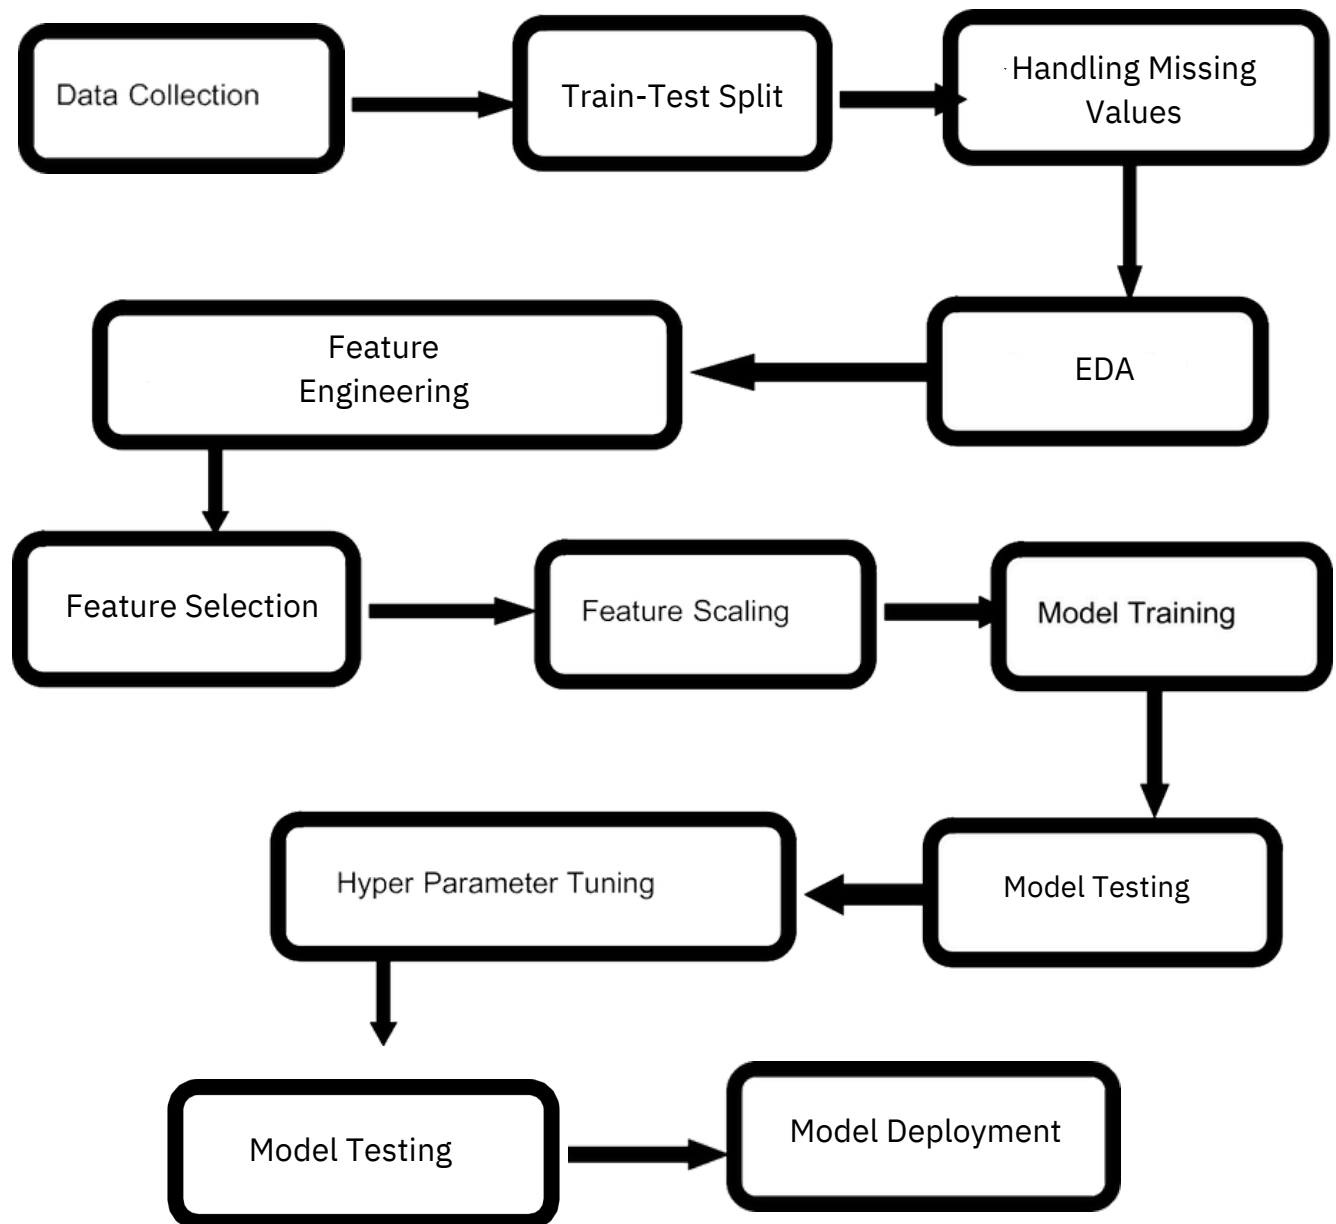 Data Collection
Train-Test Split
Handling Missing
Values
EDA
Feature
Engineering
Feature Selection
Feature Scaling
Model Training
Model Testing
Hyper Parameter Tuning
Model Testing
Model Deployment